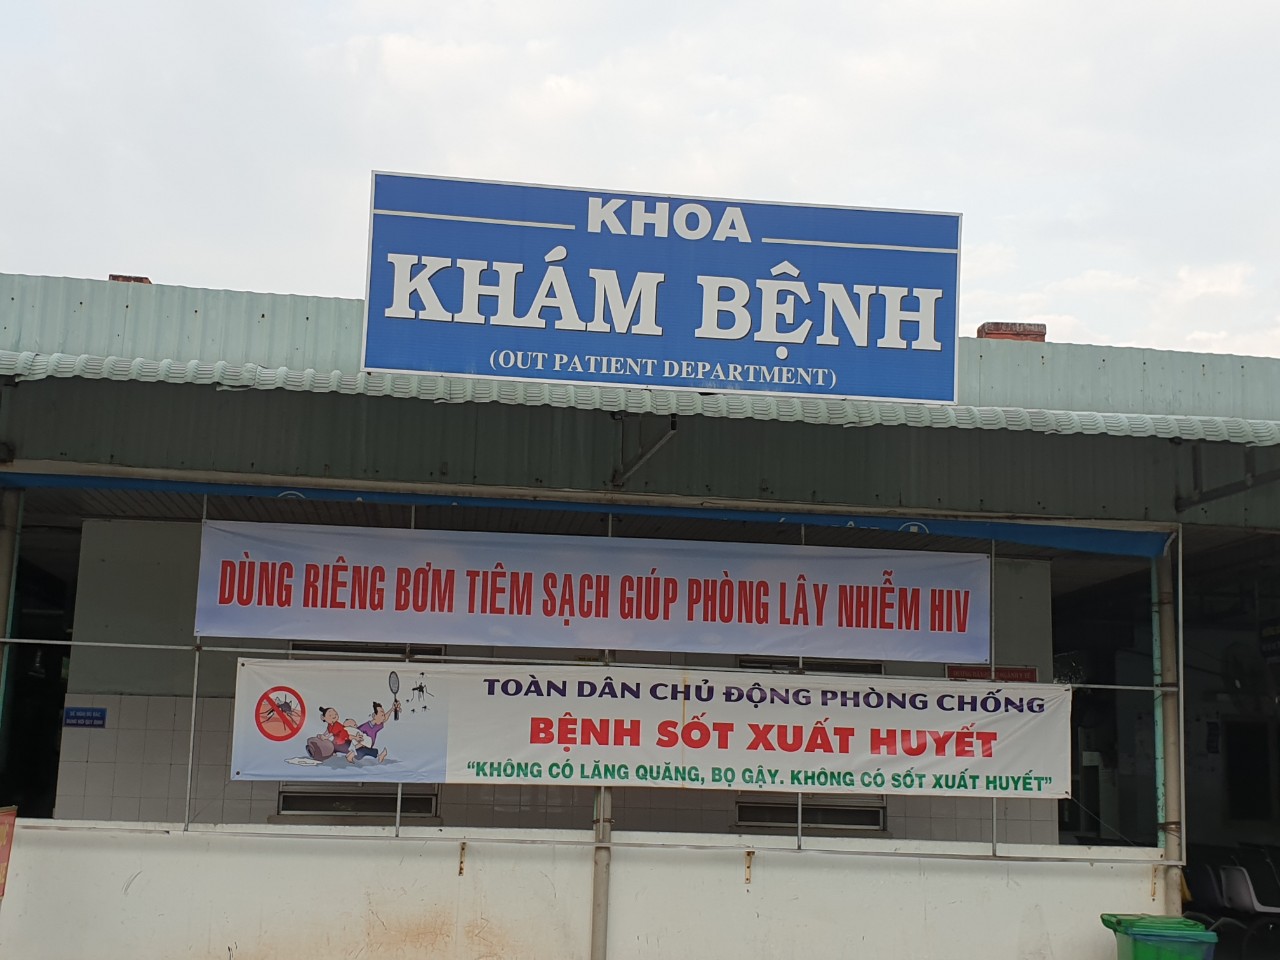 KHOA
KHÁM BỆNH
(OUT PATIENT DEPARTMENT)
DÙNG RIÊNG BƠM TIÊM SẠCH GIÚP PHÒNG LÂY NHIỄM HIV
TOÀN DÂN CHỦ ĐỘNG PHÒNG CHỐNG
BỆNH SỐT XUẤT HUYẾT
“KHÔNG CÓ LĂNG QUĂNG, BỌ GẬY. KHÔNG CÓ SỐT XUẤT HUYẾT”